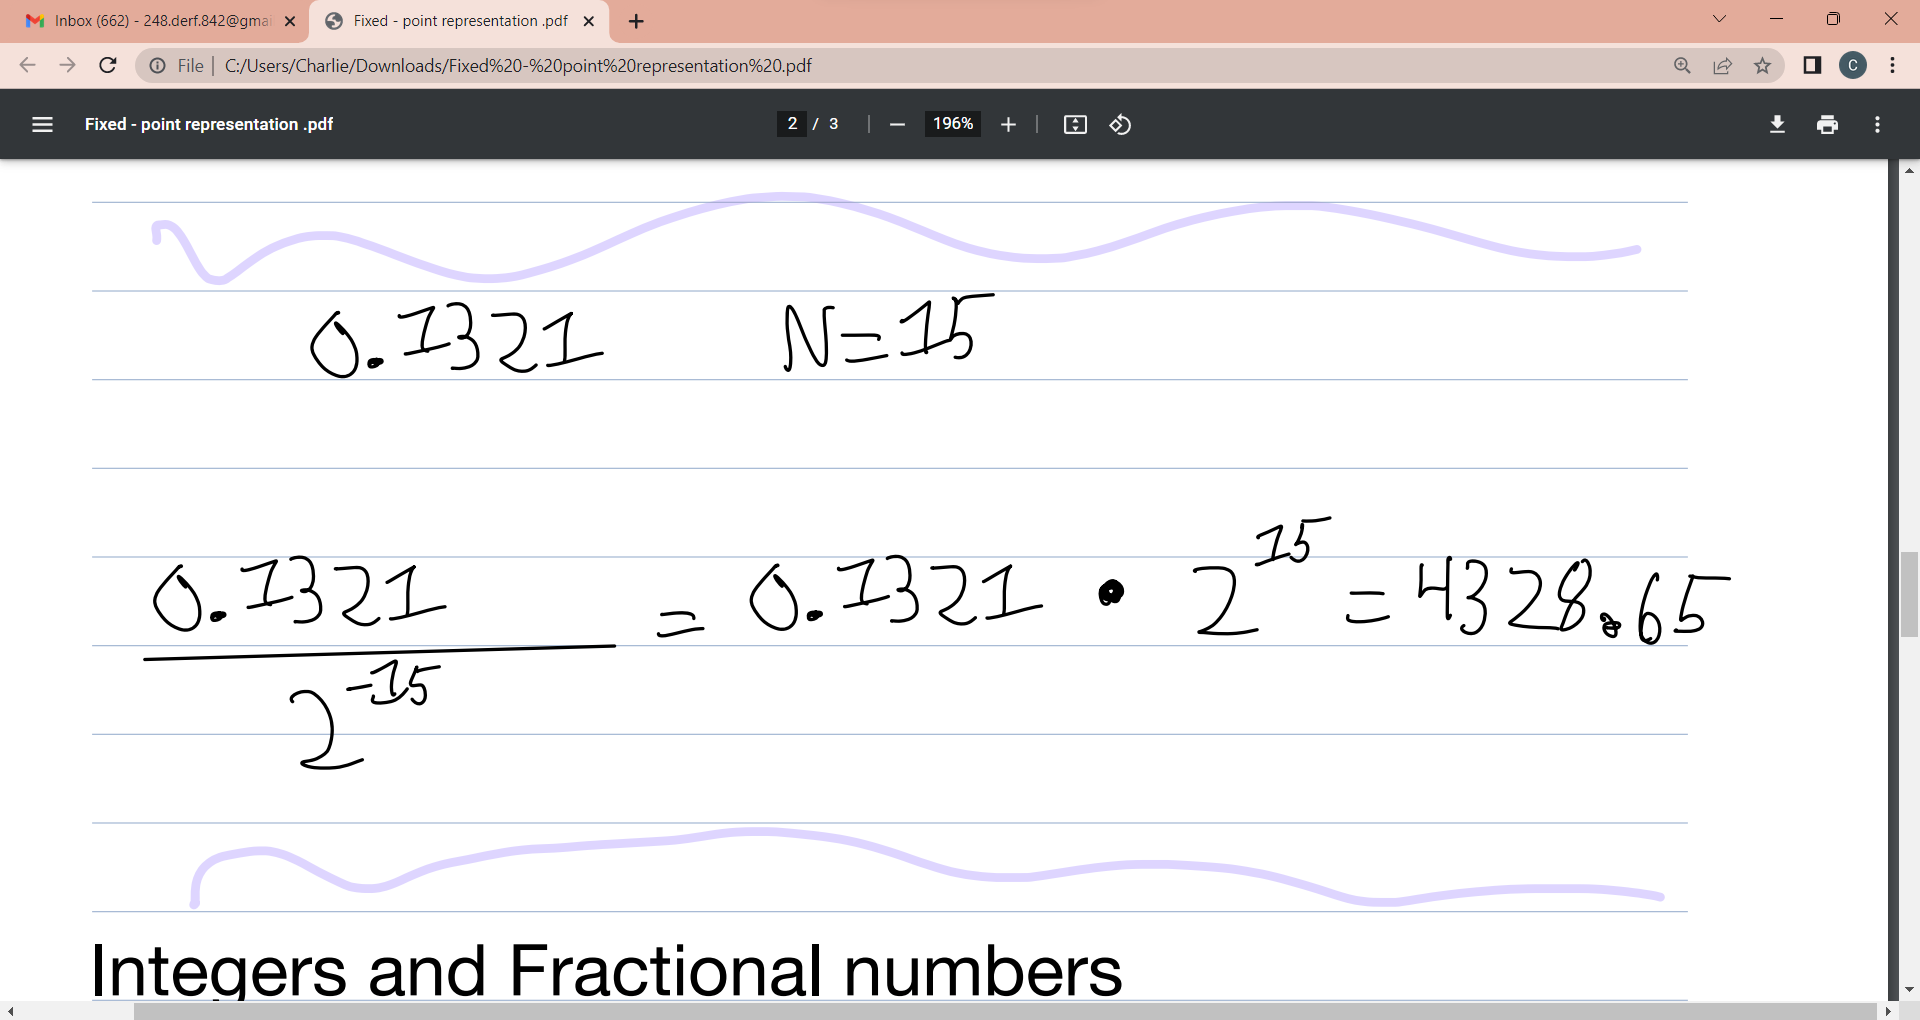 Inbox (662) - 248.derf.842@gmai
Fixed - point representation .pdf
File | C:/Users/Charlie/Downloads/Fixed%20-%20point%20representation%20.pdf
C
Fixed - point representation .pdf
2 / 3
196%
0.1321 N=15
0.1321 / 2^-15 = 0.1321 • 2^15 = 4328.65
Integers and Fractional numbers